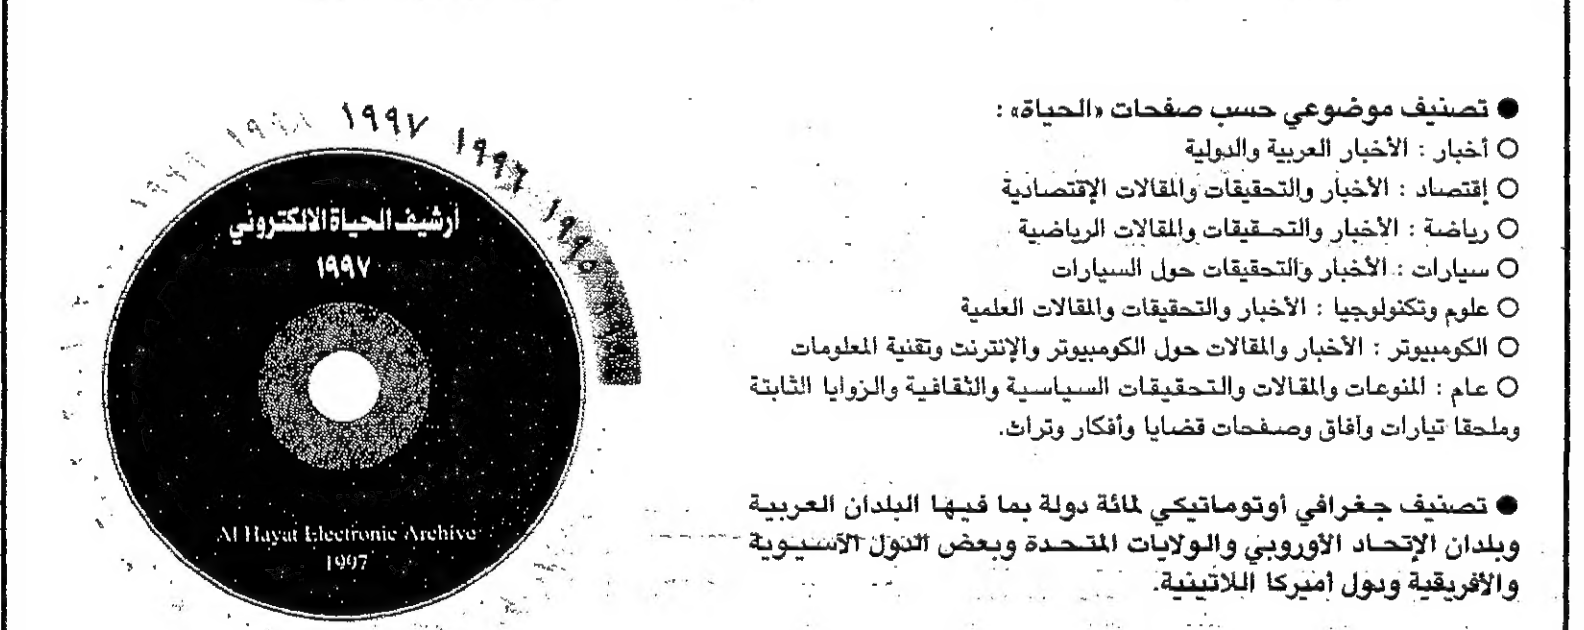 ● تصنيف موضوعي حسب صفحات «الحياة» :
○ أخبار : الأخبار العربية والدولية
○ إقتصاد : الأخبار والتحقيقات والمقالات الإقتصادية
○ رياضة : الأخبار والتحقيقات والمقالات الرياضية
○ سيارات : الأخبار والتحقيقات حول السيارات
○ علوم وتكنولوجيا : الأخبار والتحقيقات والمقالات العلمية
○ الكومبيوتر : الأخبار والمقالات حول الكومبيوتر والإنترنت وتقنية المعلومات
○ عام : المنوعات والمقالات والتحقيقات السياسية والثقافية والزوايا الثابتة
وملحقا تيارات وآفاق وصفحات قضايا وأفكار وتراث.
● تصنيف جغرافي أوتوماتيكي لمائة دولة بما فيها البلدان العربية
وبلدان الإتحاد الأوروبي والولايات المتحدة وبعض الدول الآسيوية
والأفريقية ودول أميركا اللاتينية.
١٩٩٩ ١٩٩٨ ١٩٩٧ ١٩٩٦ ١٩٩٥
أرشيف الحياة الالكتروني
١٩٩٧
Al Hayat Electronic Archive
1997